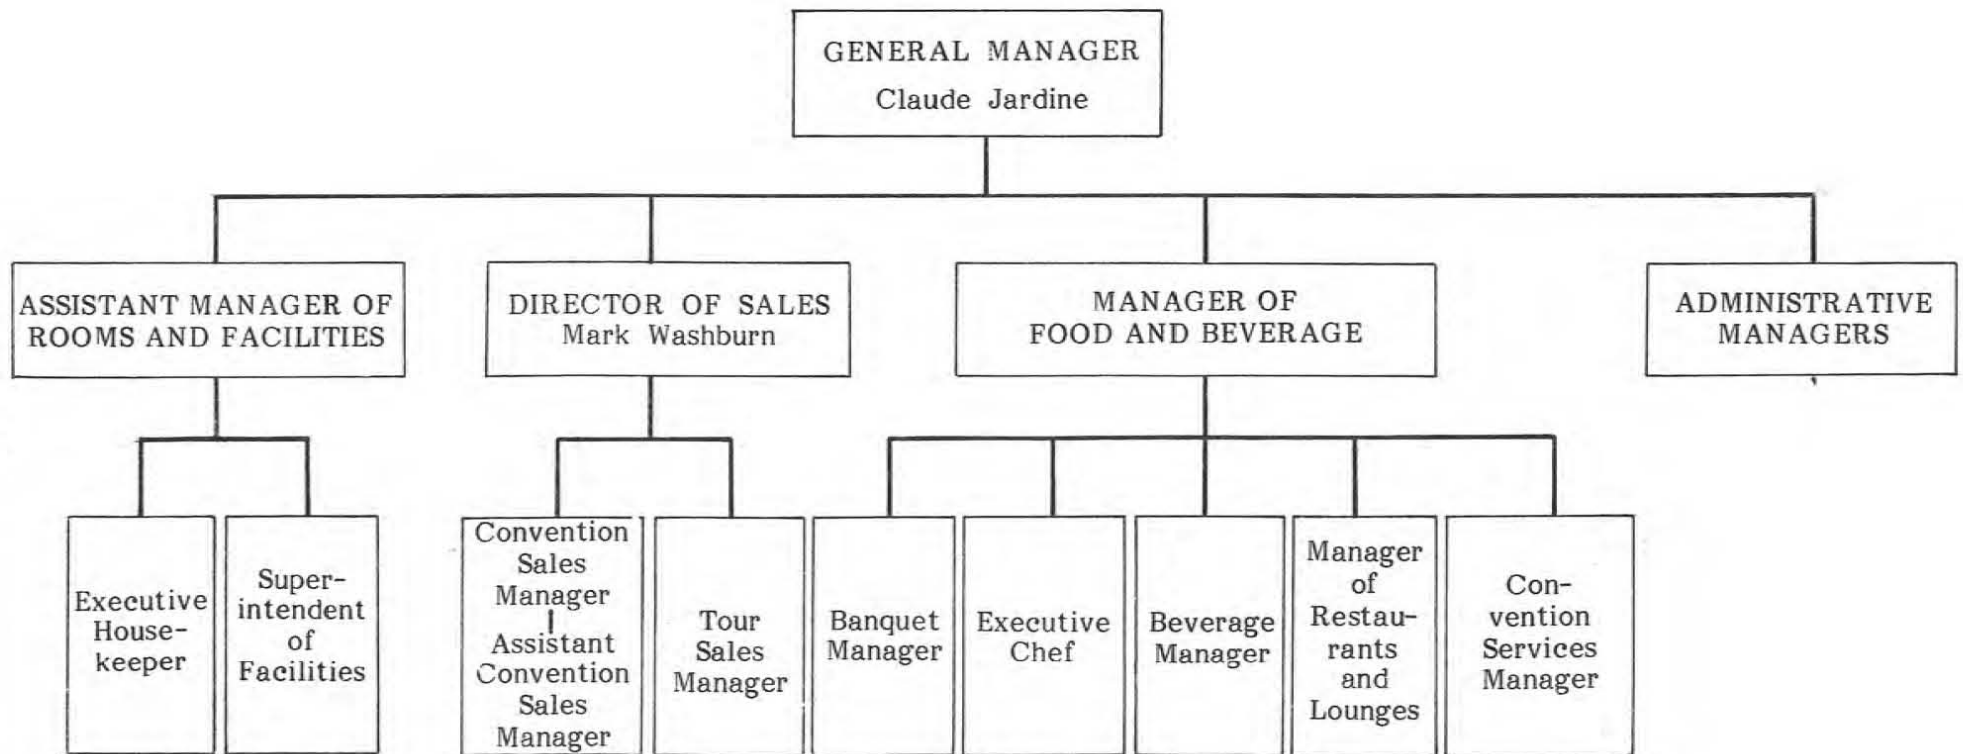 GENERAL MANAGER
Claude Jardine
ASSISTANT MANAGER OF
ROOMS AND FACILITIES
DIRECTOR OF SALES
Mark Washburn
MANAGER OF
FOOD AND BEVERAGE
ADMINISTRATIVE
MANAGERS
Executive
House-
keeper
Super-
intendent
of
Facilities
Convention
Sales
Manager
Assistant
Convention
Sales
Manager
Tour
Sales
Manager
Banquet
Manager
Executive
Chef
Beverage
Manager
Manager
of
Restau-
rants
and
Lounges
Con-
vention
Services
Manager